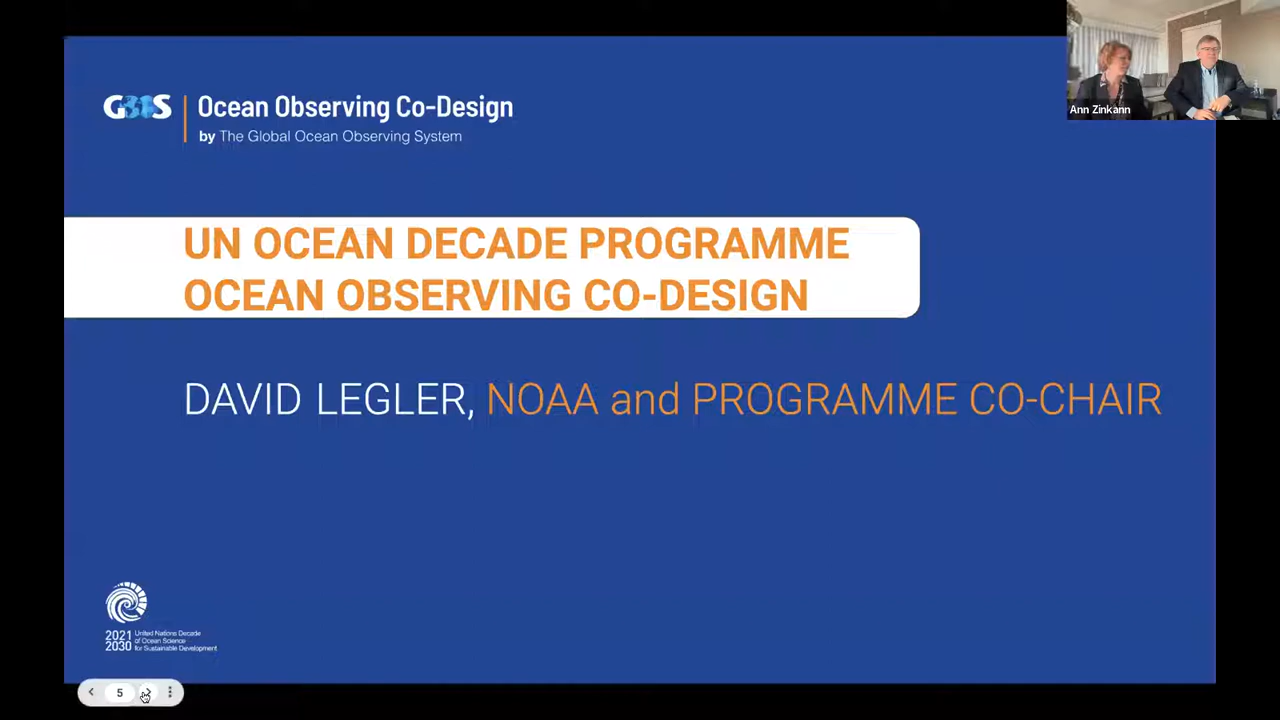 GOOS
Ocean Observing Co-Design
by The Global Ocean Observing System
Ann Zinkann
UN OCEAN DECADE PROGRAMME
OCEAN OBSERVING CO-DESIGN
DAVID LEGLER, NOAA and PROGRAMME CO-CHAIR
2021
2030
United Nations Decade
of Ocean Science
for Sustainable Development
5